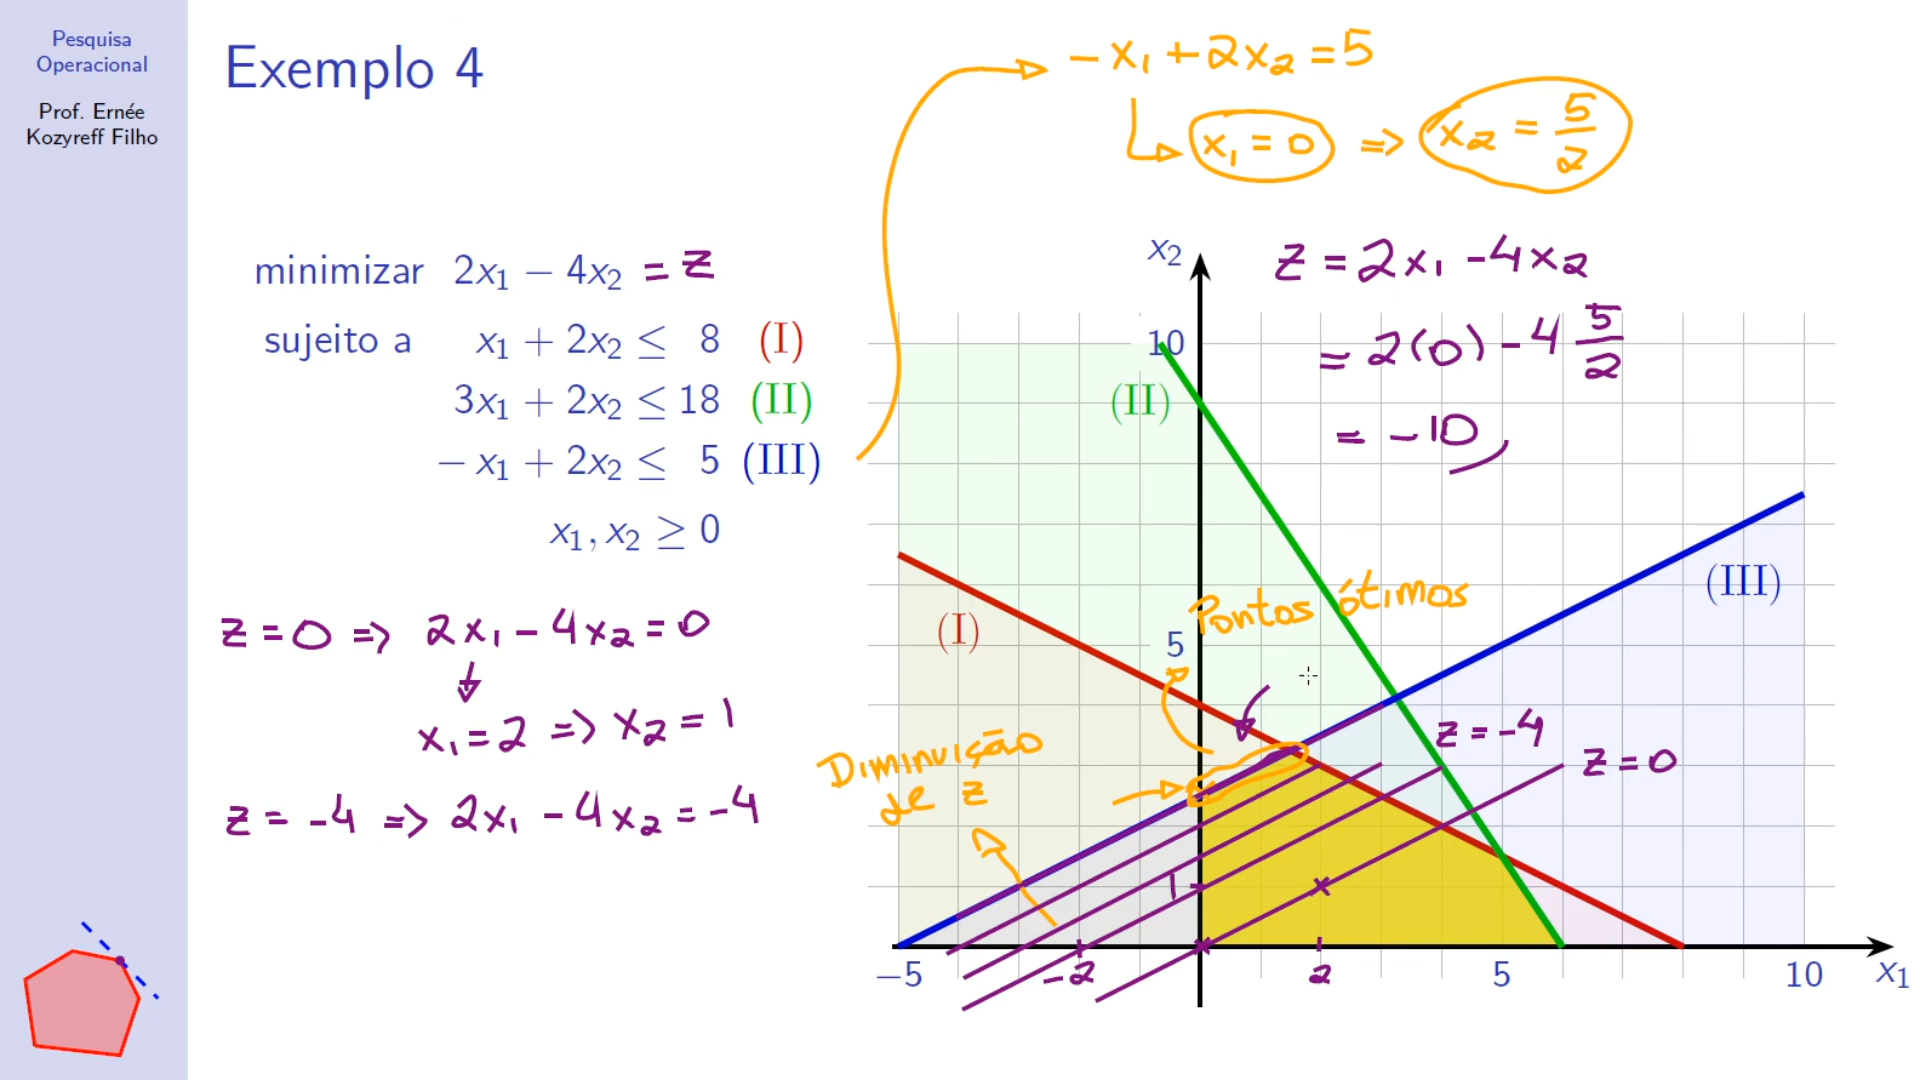 Pesquisa
Operacional
Prof. Ernée
Kozyreff Filho
Exemplo 4
−x₁ + 2x₂ = 5
x₁ = 0 => x₂ = 5/2
minimizar 2x₁ − 4x₂ = z
sujeito a x₁ + 2x₂ ≤ 8 (I)
3x₁ + 2x₂ ≤ 18 (II)
− x₁ + 2x₂ ≤ 5 (III)
x₁, x₂ ≥ 0
z = 0 => 2x₁ − 4x₂ = 0
x₁ = 2 => x₂ = 1
z = −4 => 2x₁ − 4x₂ = −4
x₂
z = 2x₁ − 4x₂
= 2(0) − 4 5/2
= −10
10
(II)
(III)
Pontos ótimos
(I)
5
Diminuição
de z
z = −4
z = 0
1
−5
−2
2
5
10
x₁